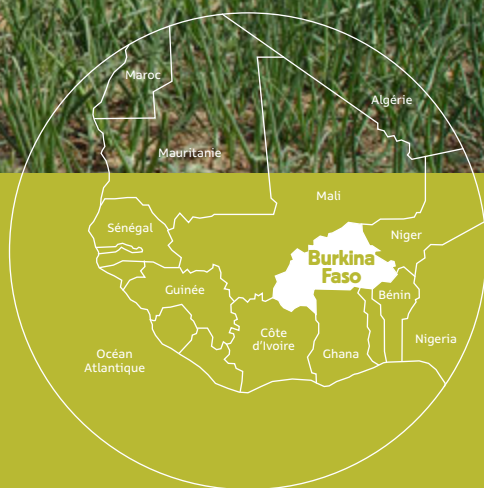 Maroc
Algérie
Mauritanie
Mali
Sénégal
Niger
Burkina
Faso
Guinée
Bénin
Côte
d'Ivoire
Ghana
Nigeria
Océan
Atlantique